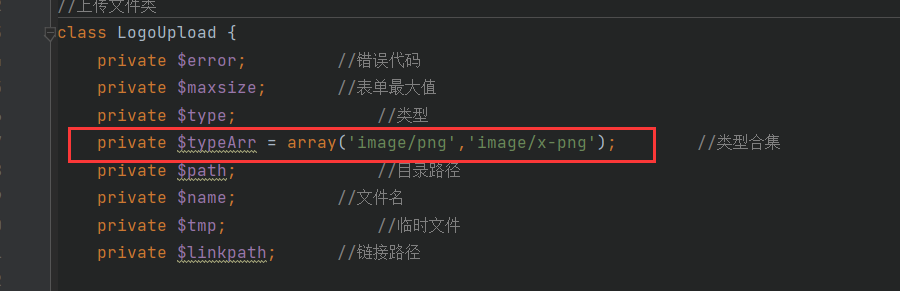 //上传文件类
class LogoUpload {
private $error; //错误代码
private $maxsize; //表单最大值
private $type; //类型
private $typeArr = array('image/png','image/x-png'); //类型合集
private $path; //目录路径
private $name; //文件名
private $tmp; //临时文件
private $linkpath; //链接路径